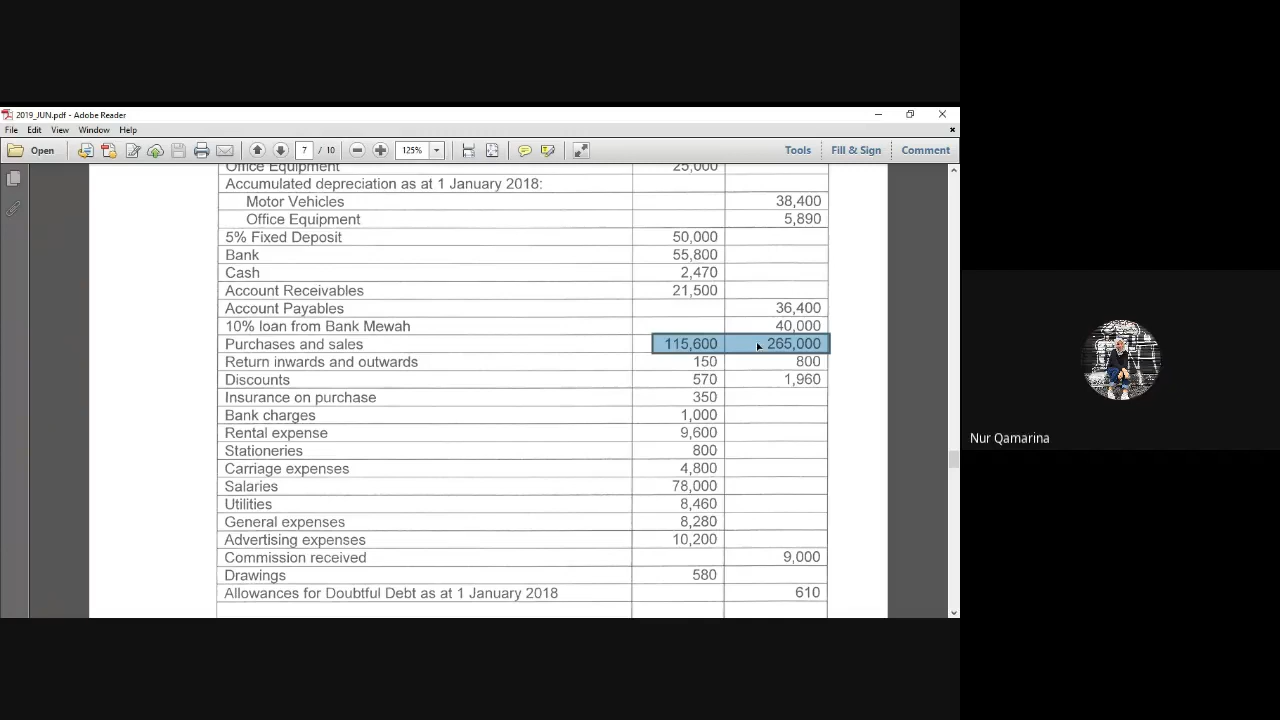 2019_JUN.pdf - Adobe Reader
File Edit View Window Help
Open 7 / 10 125% Tools Fill & Sign Comment
Office Equipment 25,000
Accumulated depreciation as at 1 January 2018:
Motor Vehicles 38,400
Office Equipment 5,890
5% Fixed Deposit 50,000
Bank 55,800
Cash 2,470
Account Receivables 21,500
Account Payables 36,400
10% loan from Bank Mewah 40,000
Purchases and sales 115,600 265,000
Return inwards and outwards 150 800
Discounts 570 1,960
Insurance on purchase 350
Bank charges 1,000
Rental expense 9,600
Stationeries 800
Carriage expenses 4,800
Salaries 78,000
Utilities 8,460
General expenses 8,280
Advertising expenses 10,200
Commission received 9,000
Drawings 580
Allowances for Doubtful Debt as at 1 January 2018 610
Nur Qamarina